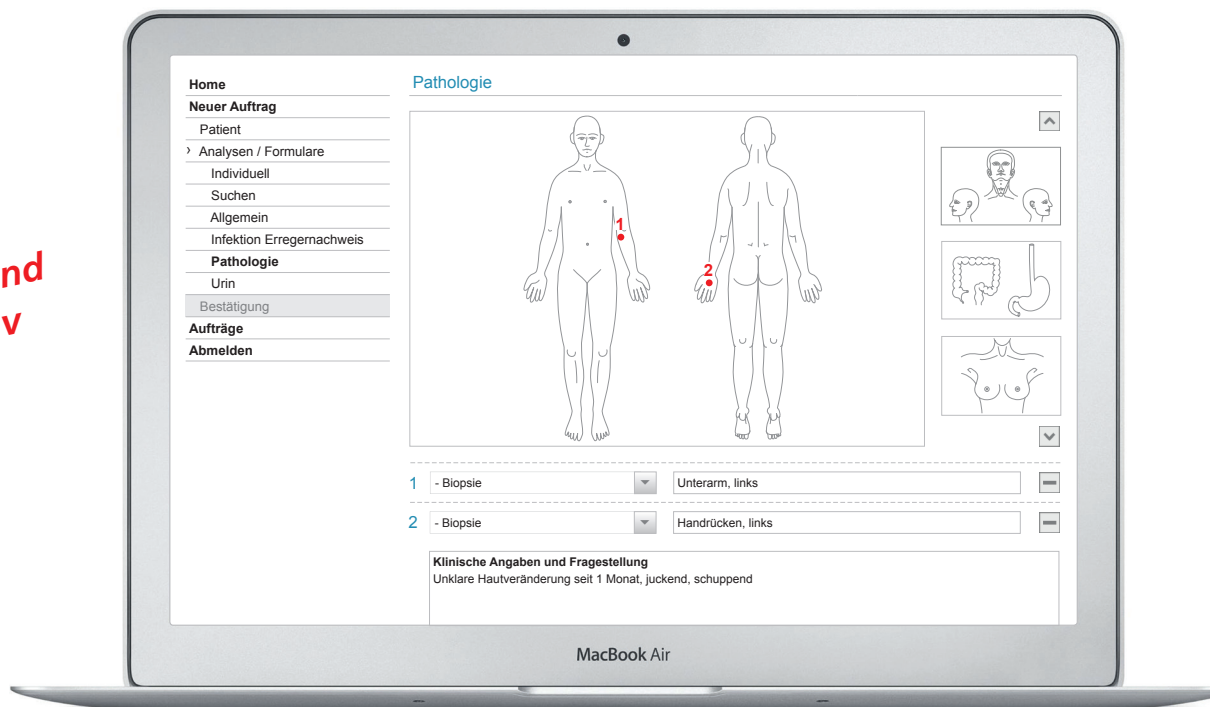 nd
v
Home
Neuer Auftrag
Patient
Analysen / Formulare
Individuell
Suchen
Allgemein
Infektion Erregernachweis
Pathologie
Urin
Bestätigung
Aufträge
Abmelden
Pathologie
1
2
1 - Biopsie Unterarm, links
2 - Biopsie Handrücken, links
Klinische Angaben und Fragestellung
Unklare Hautveränderung seit 1 Monat, juckend, schuppend
MacBook Air